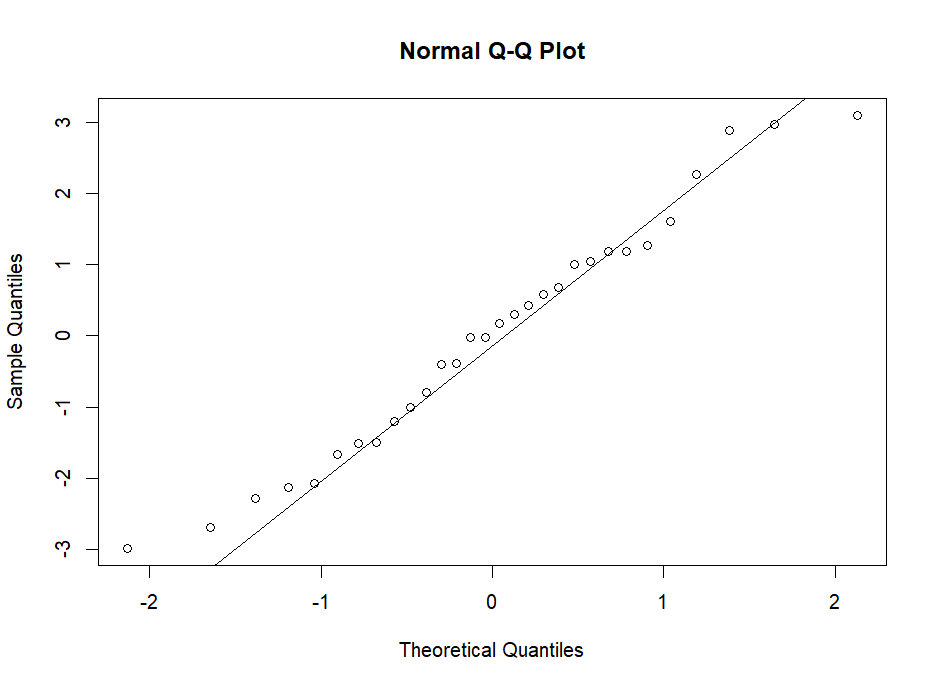 Normal Q-Q Plot
3
2
1
0
-1
-2
-3
Sample Quantiles
-2 -1 0 1 2
Theoretical Quantiles